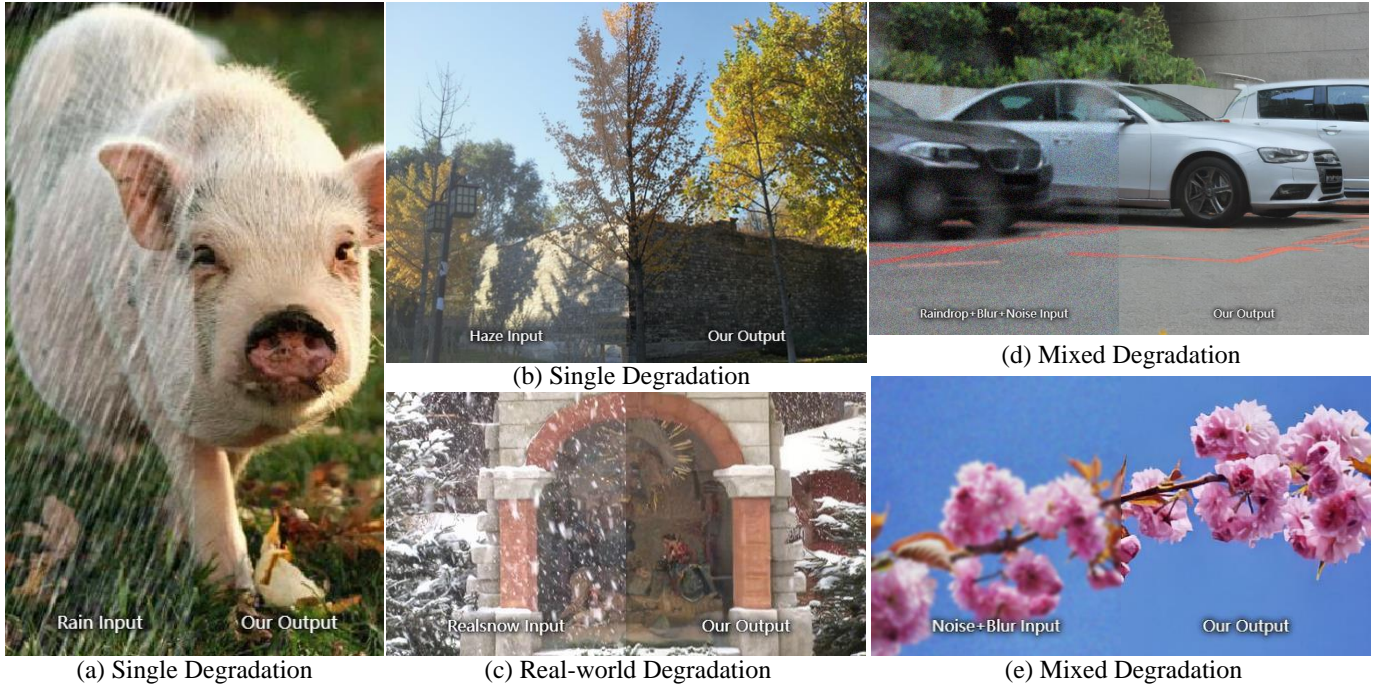 Rain Input
Our Output
(a) Single Degradation
Haze Input
Our Output
(b) Single Degradation
Realsnow Input
Our Output
(c) Real-world Degradation
Raindrop+Blur+Noise Input
Our Output
(d) Mixed Degradation
Noise+Blur Input
Our Output
(e) Mixed Degradation